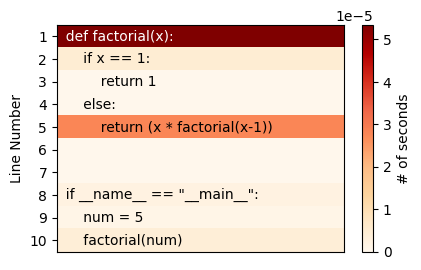 1e−5
1 def factorial(x):
2     if x == 1:
3         return 1
4     else:
5         return (x * factorial(x-1))
6
7
8 if __name__ == "__main__":
9     num = 5
10     factorial(num)
Line Number
5
4
3
2
1
0
# of seconds